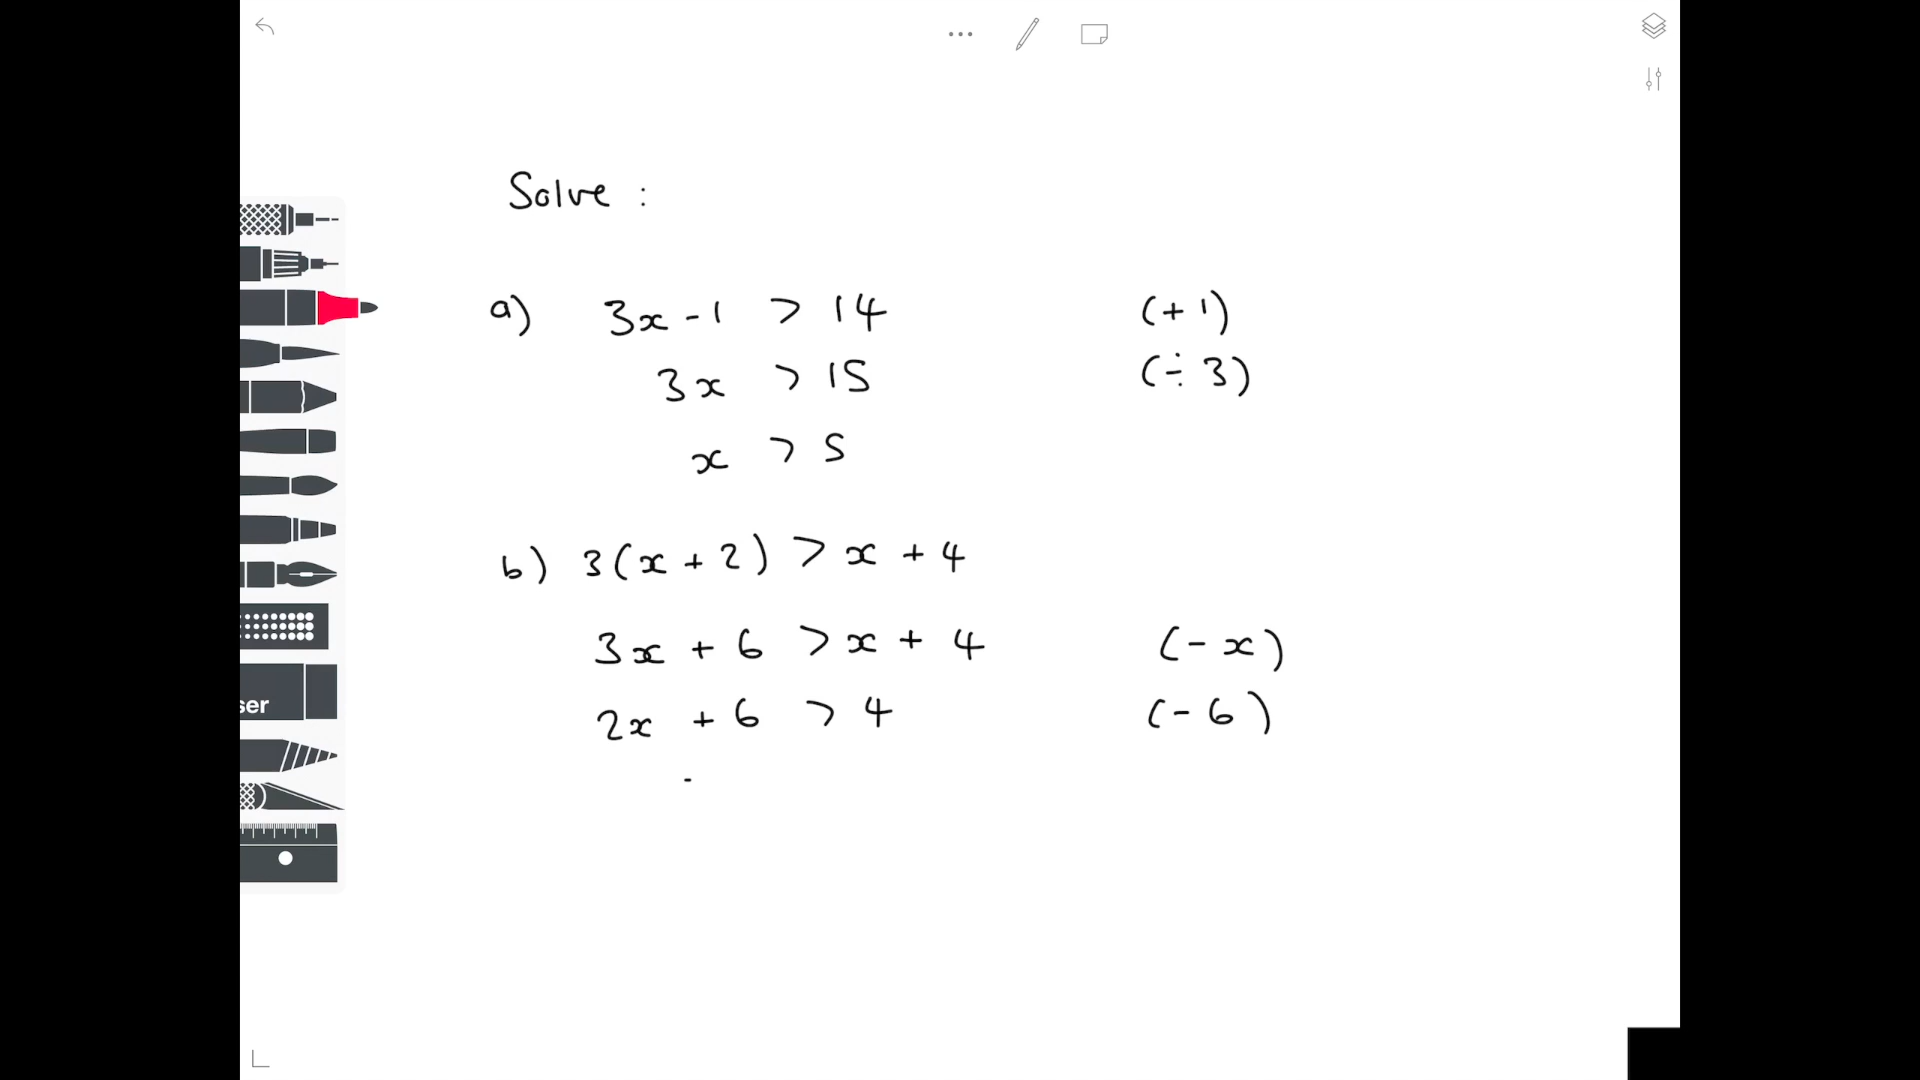 Solve :
a) 3x - 1 > 14 (+ 1)
3x > 15 (÷ 3)
x > 5
b) 3(x + 2) > x + 4
3x + 6 > x + 4 (- x)
2x + 6 > 4 (- 6)
ser